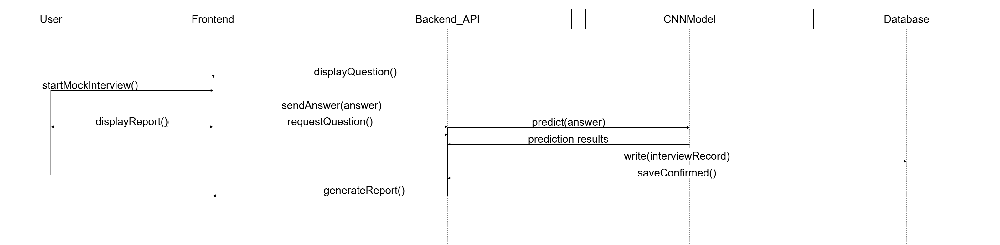 User
Frontend
Backend_API
CNNModel
Database
displayQuestion()
startMockInterview()
sendAnswer(answer)
displayReport()
requestQuestion()
predict(answer)
prediction results
write(interviewRecord)
saveConfirmed()
generateReport()